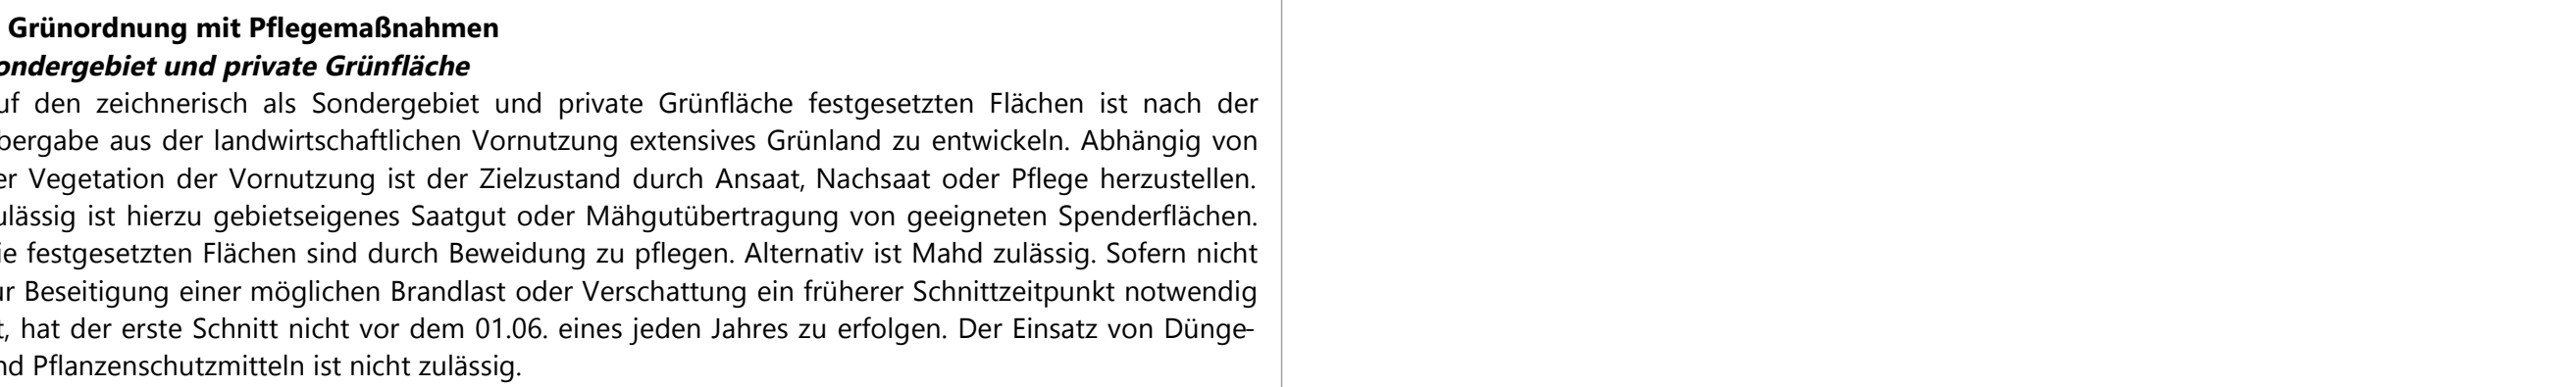 Grünordnung mit Pflegemaßnahmen
ondergebiet und private Grünfläche
uf den zeichnerisch als Sondergebiet und private Grünfläche festgesetzten Flächen ist nach der
bergabe aus der landwirtschaftlichen Vornutzung extensives Grünland zu entwickeln. Abhängig von
er Vegetation der Vornutzung ist der Zielzustand durch Ansaat, Nachsaat oder Pflege herzustellen.
ulässig ist hierzu gebietseigenes Saatgut oder Mähgutübertragung von geeigneten Spenderflächen.
ie festgesetzten Flächen sind durch Beweidung zu pflegen. Alternativ ist Mahd zulässig. Sofern nicht
ur Beseitigung einer möglichen Brandlast oder Verschattung ein früherer Schnittzeitpunkt notwendig
t, hat der erste Schnitt nicht vor dem 01.06. eines jeden Jahres zu erfolgen. Der Einsatz von Dünge-
nd Pflanzenschutzmitteln ist nicht zulässig.